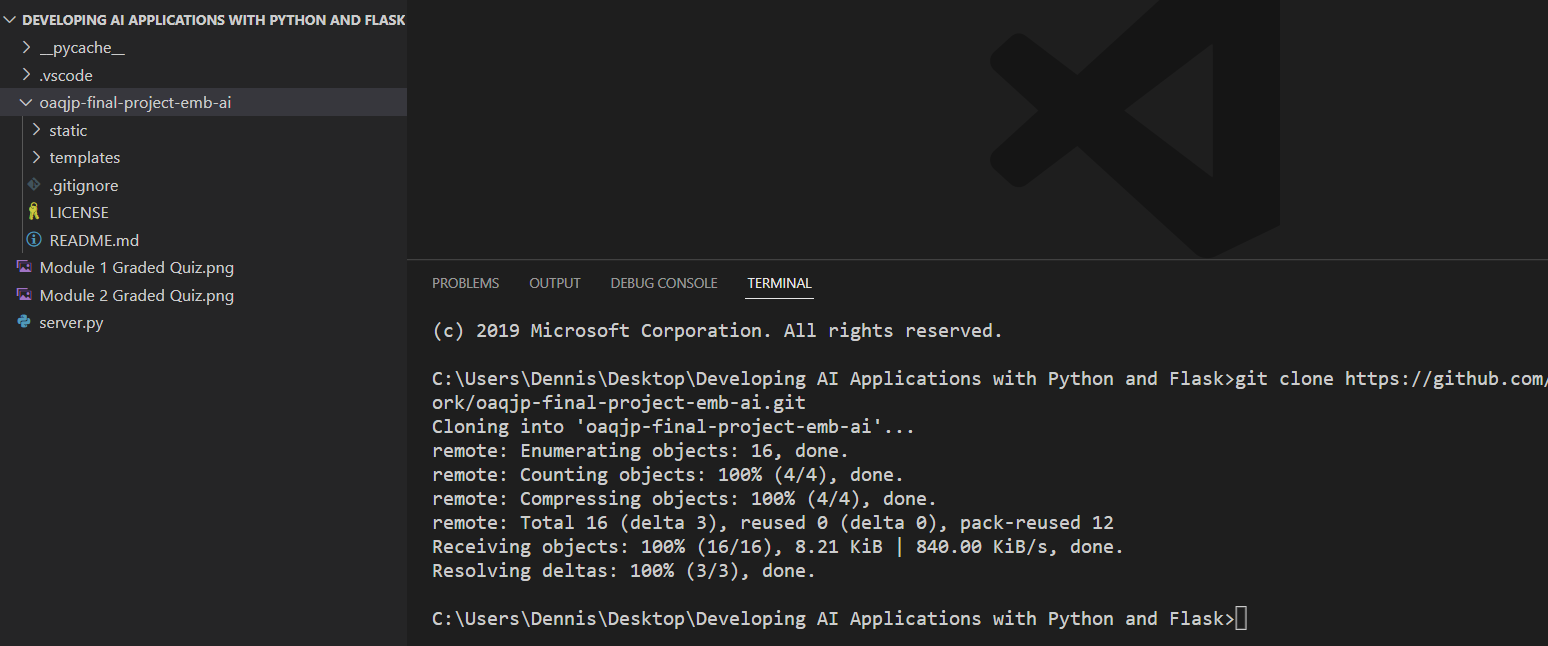 DEVELOPING AI APPLICATIONS WITH PYTHON AND FLASK
__pycache__
.vscode
oaqjp-final-project-emb-ai
static
templates
.gitignore
LICENSE
README.md
Module 1 Graded Quiz.png
Module 2 Graded Quiz.png
server.py
PROBLEMS OUTPUT DEBUG CONSOLE TERMINAL
(c) 2019 Microsoft Corporation. All rights reserved.
C:\Users\Dennis\Desktop\Developing AI Applications with Python and Flask>git clone https://github.com/
ork/oaqjp-final-project-emb-ai.git
Cloning into 'oaqjp-final-project-emb-ai'...
remote: Enumerating objects: 16, done.
remote: Counting objects: 100% (4/4), done.
remote: Compressing objects: 100% (4/4), done.
remote: Total 16 (delta 3), reused 0 (delta 0), pack-reused 12
Receiving objects: 100% (16/16), 8.21 KiB | 840.00 KiB/s, done.
Resolving deltas: 100% (3/3), done.
C:\Users\Dennis\Desktop\Developing AI Applications with Python and Flask>